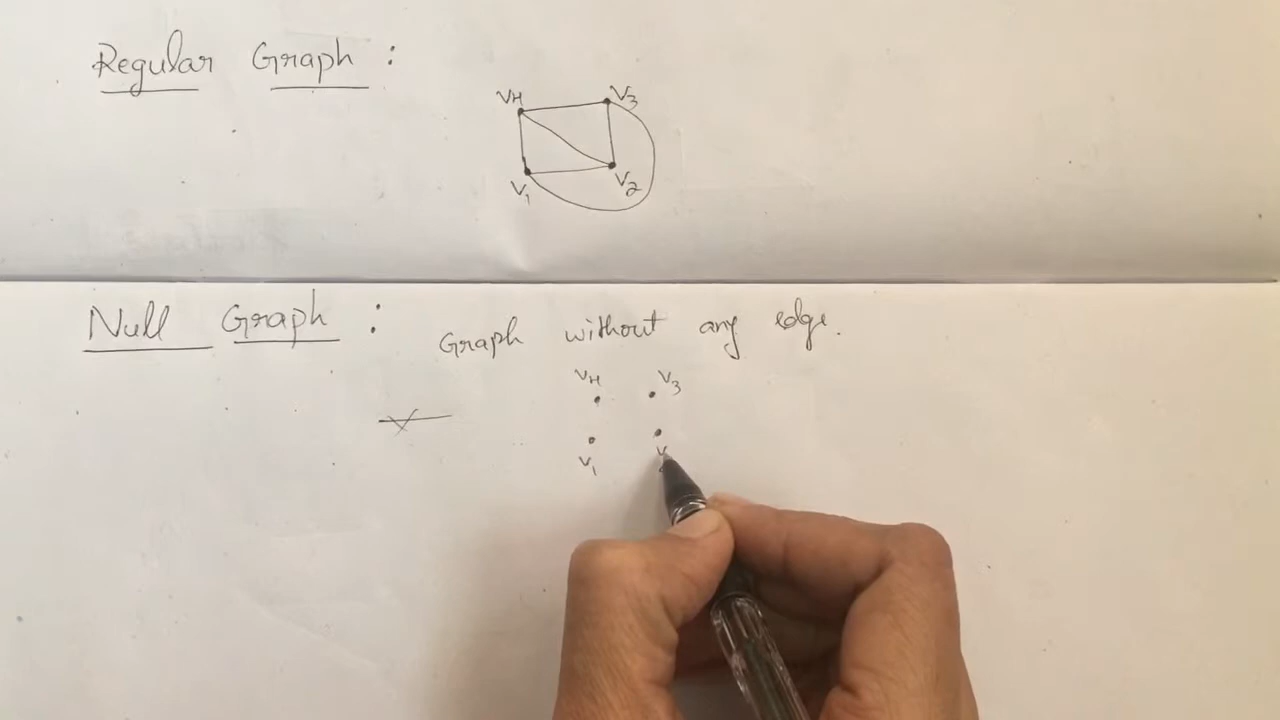 Regular Graph :
V4 V3
V1 V2
Null Graph : Graph without any edge.
V4 V3
V1 V